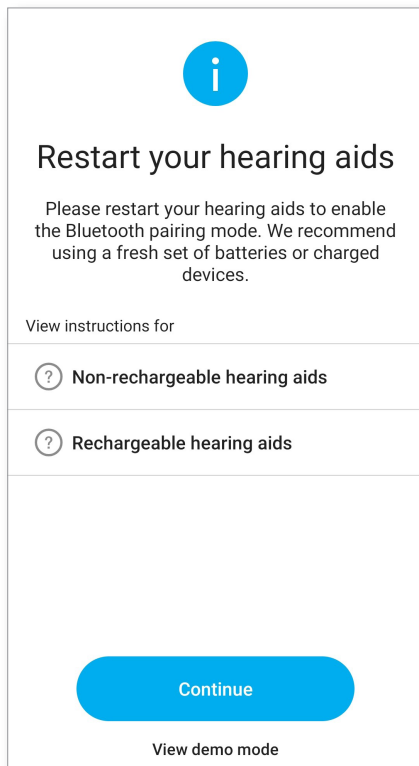 i
Restart your hearing aids
Please restart your hearing aids to enable
the Bluetooth pairing mode. We recommend
using a fresh set of batteries or charged
devices.
View instructions for
? Non-rechargeable hearing aids
? Rechargeable hearing aids
Continue
View demo mode